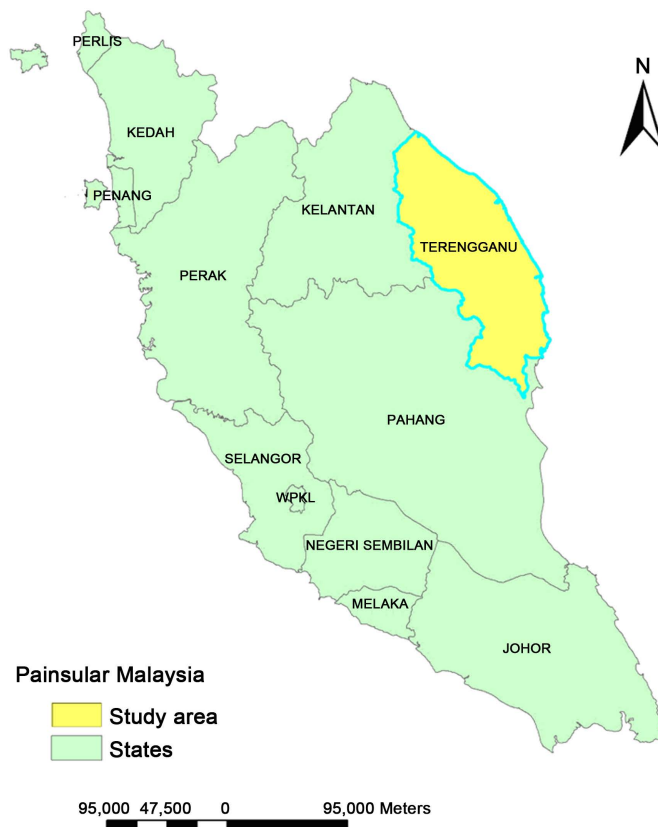 PERLIS
N
KEDAH
PENANG
KELANTAN
TERENGGANU
PERAK
PAHANG
SELANGOR
WPKL
NEGERI SEMBILAN
MELAKA
JOHOR
Painsular Malaysia
Study area
States
95,000 47,500 0 95,000 Meters